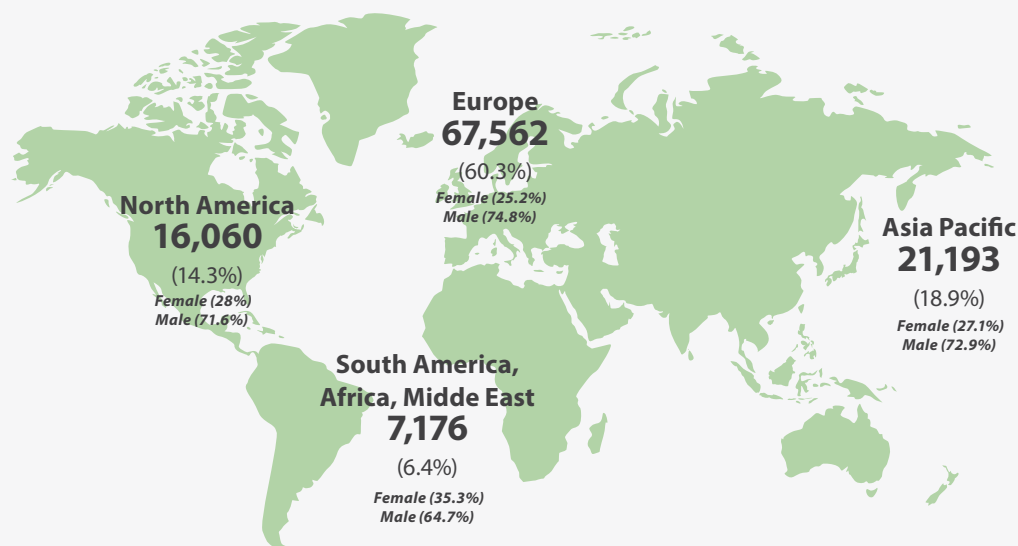 Europe
67,562
(60.3%)
Female (25.2%)
Male (74.8%)
North America
16,060
(14.3%)
Female (28%)
Male (71.6%)
Asia Pacific
21,193
(18.9%)
Female (27.1%)
Male (72.9%)
South America,
Africa, Midde East
7,176
(6.4%)
Female (35.3%)
Male (64.7%)